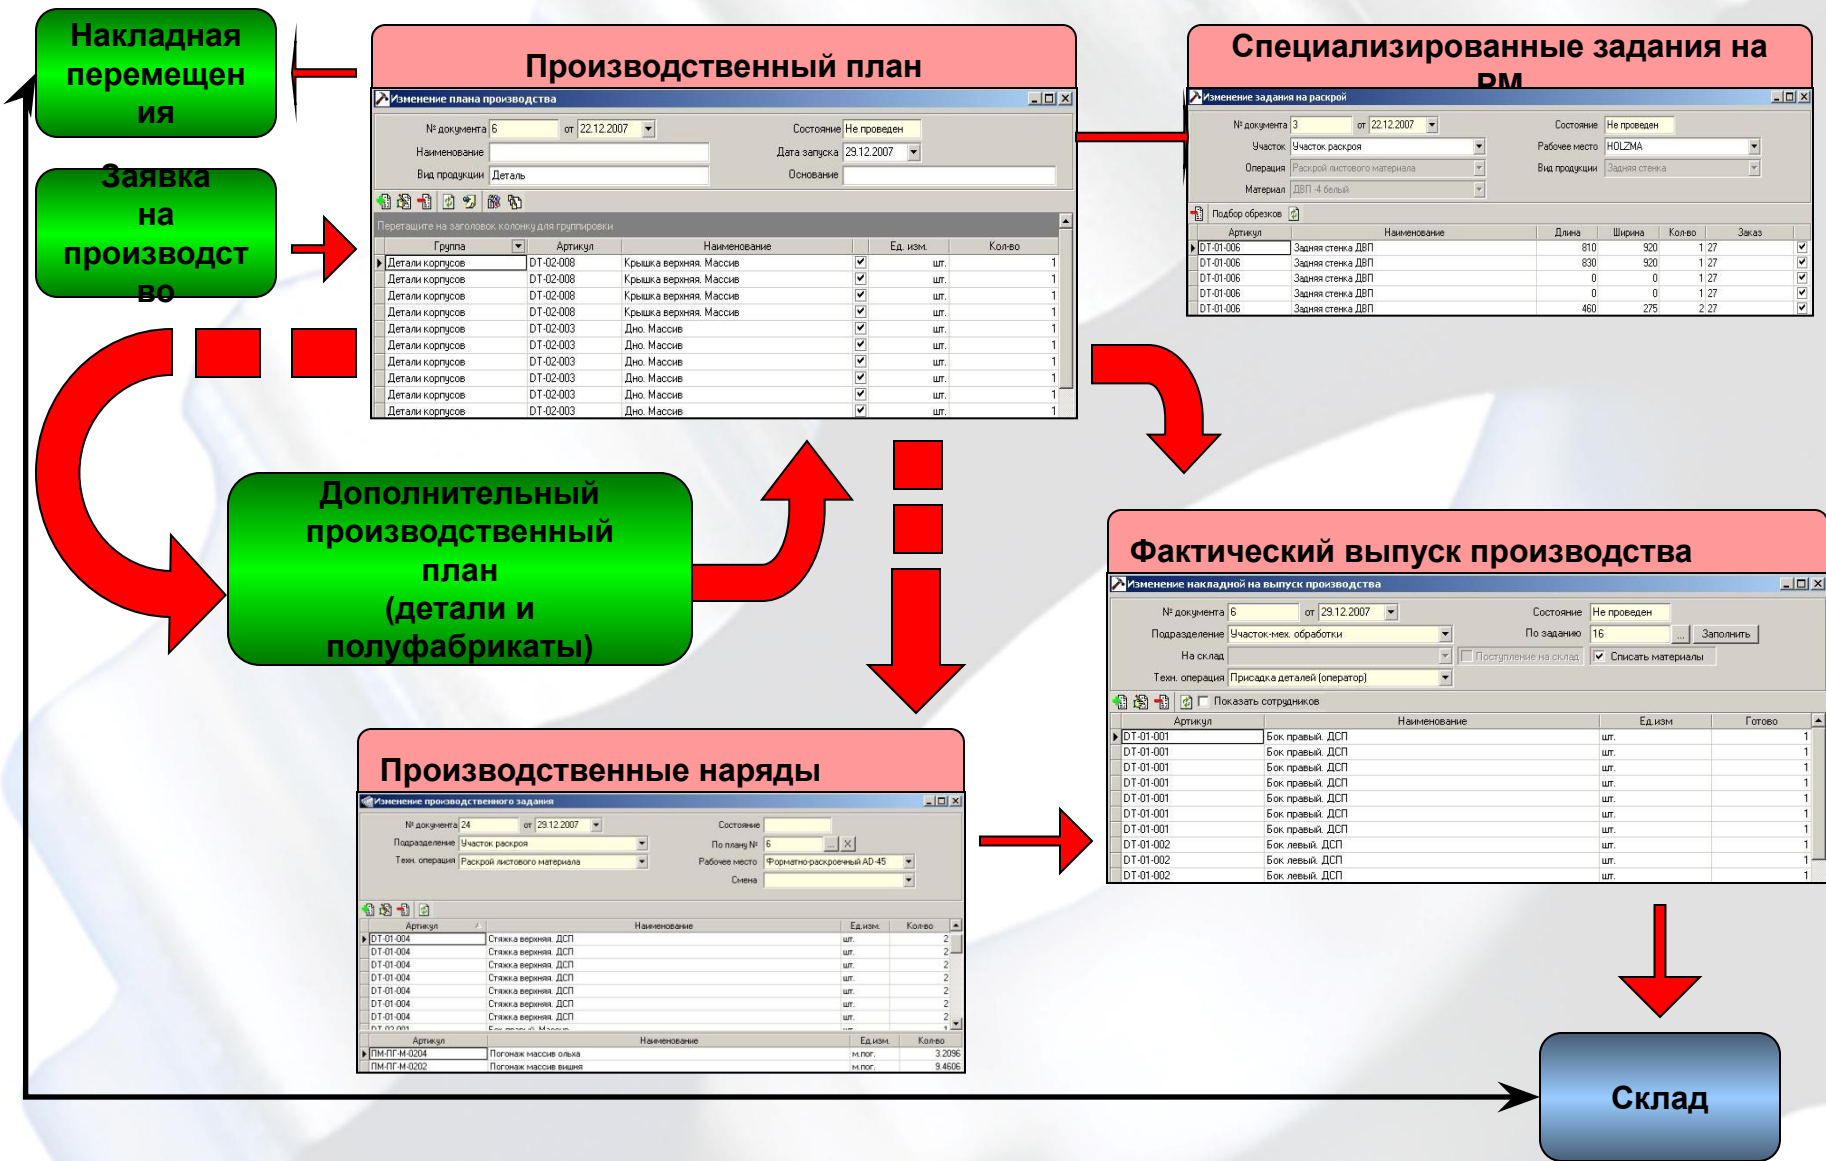 Накладная
перемещен
ия
Заявка
на
производст
во
Производственный план
Изменение плана производства
№ документа 6 от 22.12.2007 Состояние Не проведен
Наименование Дата запуска 29.12.2007
Вид продукции Деталь Основание
Перетащите на заголовок колонку для группировки
Группа Артикул Наименование Ед. изм. Кол-во
Детали корпусов DT-02-008 Крышка верхняя. Массив шт. 1
Детали корпусов DT-02-008 Крышка верхняя. Массив шт. 1
Детали корпусов DT-02-008 Крышка верхняя. Массив шт. 1
Детали корпусов DT-02-008 Крышка верхняя. Массив шт. 1
Детали корпусов DT-02-003 Дно. Массив шт. 1
Детали корпусов DT-02-003 Дно. Массив шт. 1
Детали корпусов DT-02-003 Дно. Массив шт. 1
Детали корпусов DT-02-003 Дно. Массив шт. 1
Детали корпусов DT-02-003 Дно. Массив шт. 1
Детали корпусов DT-02-003 Дно. Массив шт. 1
Специализированные задания на
РМ
Изменение задания на раскрой
№ документа 3 от 22.12.2007 Состояние Не проведен
Участок Участок раскроя Рабочее место HOLZMA
Операция Раскрой листового материала Вид продукции Задняя стенка
Материал ДВП -4 белый
Подбор обрезков
Артикул Наименование Длина Ширина Кол-во Заказ
DT-01-006 Задняя стенка ДВП 810 920 1 27
DT-01-006 Задняя стенка ДВП 830 920 1 27
DT-01-006 Задняя стенка ДВП 0 0 1 27
DT-01-006 Задняя стенка ДВП 0 0 1 27
DT-01-006 Задняя стенка ДВП 460 275 2 27
Дополнительный
производственный
план
(детали и
полуфабрикаты)
Фактический выпуск производства
Изменение накладной на выпуск производства
№ документа 6 от 29.12.2007 Состояние Не проведен
Подразделение Участок-мех. обработки По заданию 16 ... Заполнить
На склад Поступление на склад Списать материалы
Техн. операция Присадка деталей (оператор)
Показать сотрудников
Артикул Наименование Ед.изм Готово
DT-01-001 Бок правый. ДСП шт. 1
DT-01-001 Бок правый. ДСП шт. 1
DT-01-001 Бок правый. ДСП шт. 1
DT-01-001 Бок правый. ДСП шт. 1
DT-01-001 Бок правый. ДСП шт. 1
DT-01-001 Бок правый. ДСП шт. 1
DT-01-001 Бок правый. ДСП шт. 1
DT-01-002 Бок левый. ДСП шт. 1
DT-01-002 Бок левый. ДСП шт. 1
DT-01-002 Бок левый. ДСП шт. 1
Производственные наряды
Изменение производственного задания
№ документа 24 от 29.12.2007 Состояние
Подразделение Участок раскроя По плану № 6 ... X
Техн. операция Раскрой листового материала Рабочее место Форматно-раскроечный AD-45
Смена
Артикул Наименование Ед.изм. Кол-во
DT-01-004 Стяжка верхняя. ДСП шт. 2
DT-01-004 Стяжка верхняя. ДСП шт. 2
DT-01-004 Стяжка верхняя. ДСП шт. 2
DT-01-004 Стяжка верхняя. ДСП шт. 2
DT-01-004 Стяжка верхняя. ДСП шт. 2
DT-01-004 Стяжка верхняя. ДСП шт. 2
DT-01-004 Стяжка верхняя. ДСП шт. 2
DT-02-001 Бок правый. Массив шт. 1
Артикул Наименование Ед.изм. Кол-во
ПМ-ПГ-М-0204 Погонаж массив ольха м.пог. 3.2096
ПМ-ПГ-М-0202 Погонаж массив вишня м.пог. 9.4606
Склад